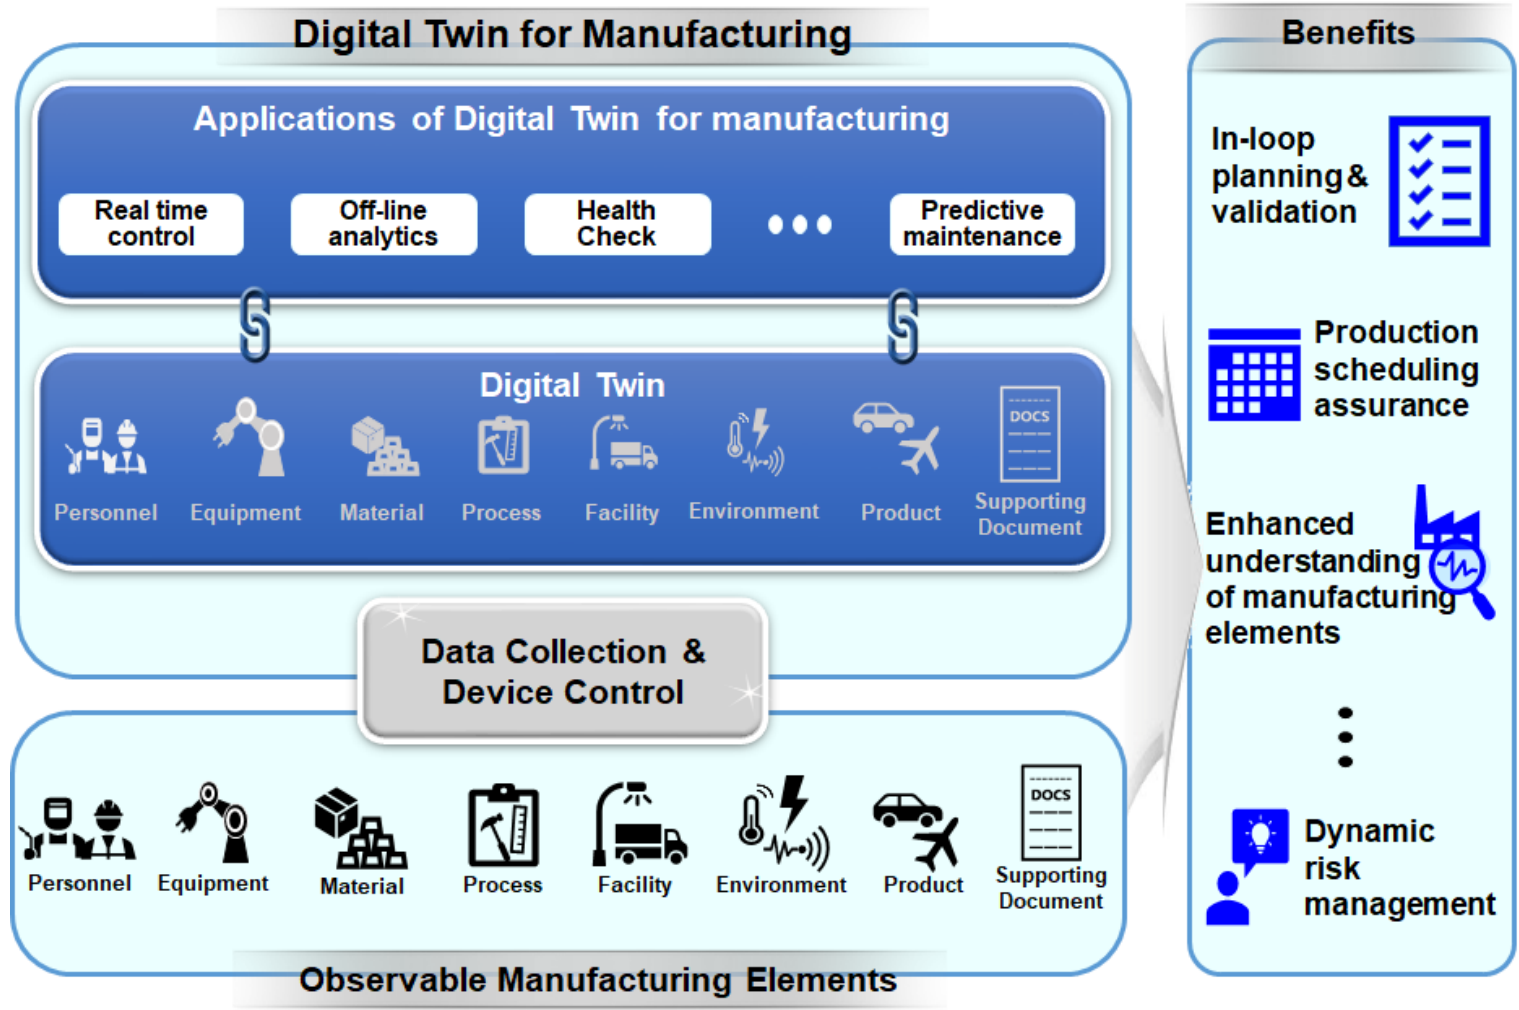 Digital Twin for Manufacturing
Applications of Digital Twin for manufacturing
Real time
control
Off-line
analytics
Health
Check
Predictive
maintenance
Digital Twin
DOCS
Personnel
Equipment
Material
Process
Facility
Environment
Product
Supporting
Document
Data Collection &
Device Control
DOCS
Personnel
Equipment
Material
Process
Facility
Environment
Product
Supporting
Document
Observable Manufacturing Elements
Benefits
In-loop
planning &
validation
Production
scheduling
assurance
Enhanced
understanding
of manufacturing
elements
Dynamic
risk
management